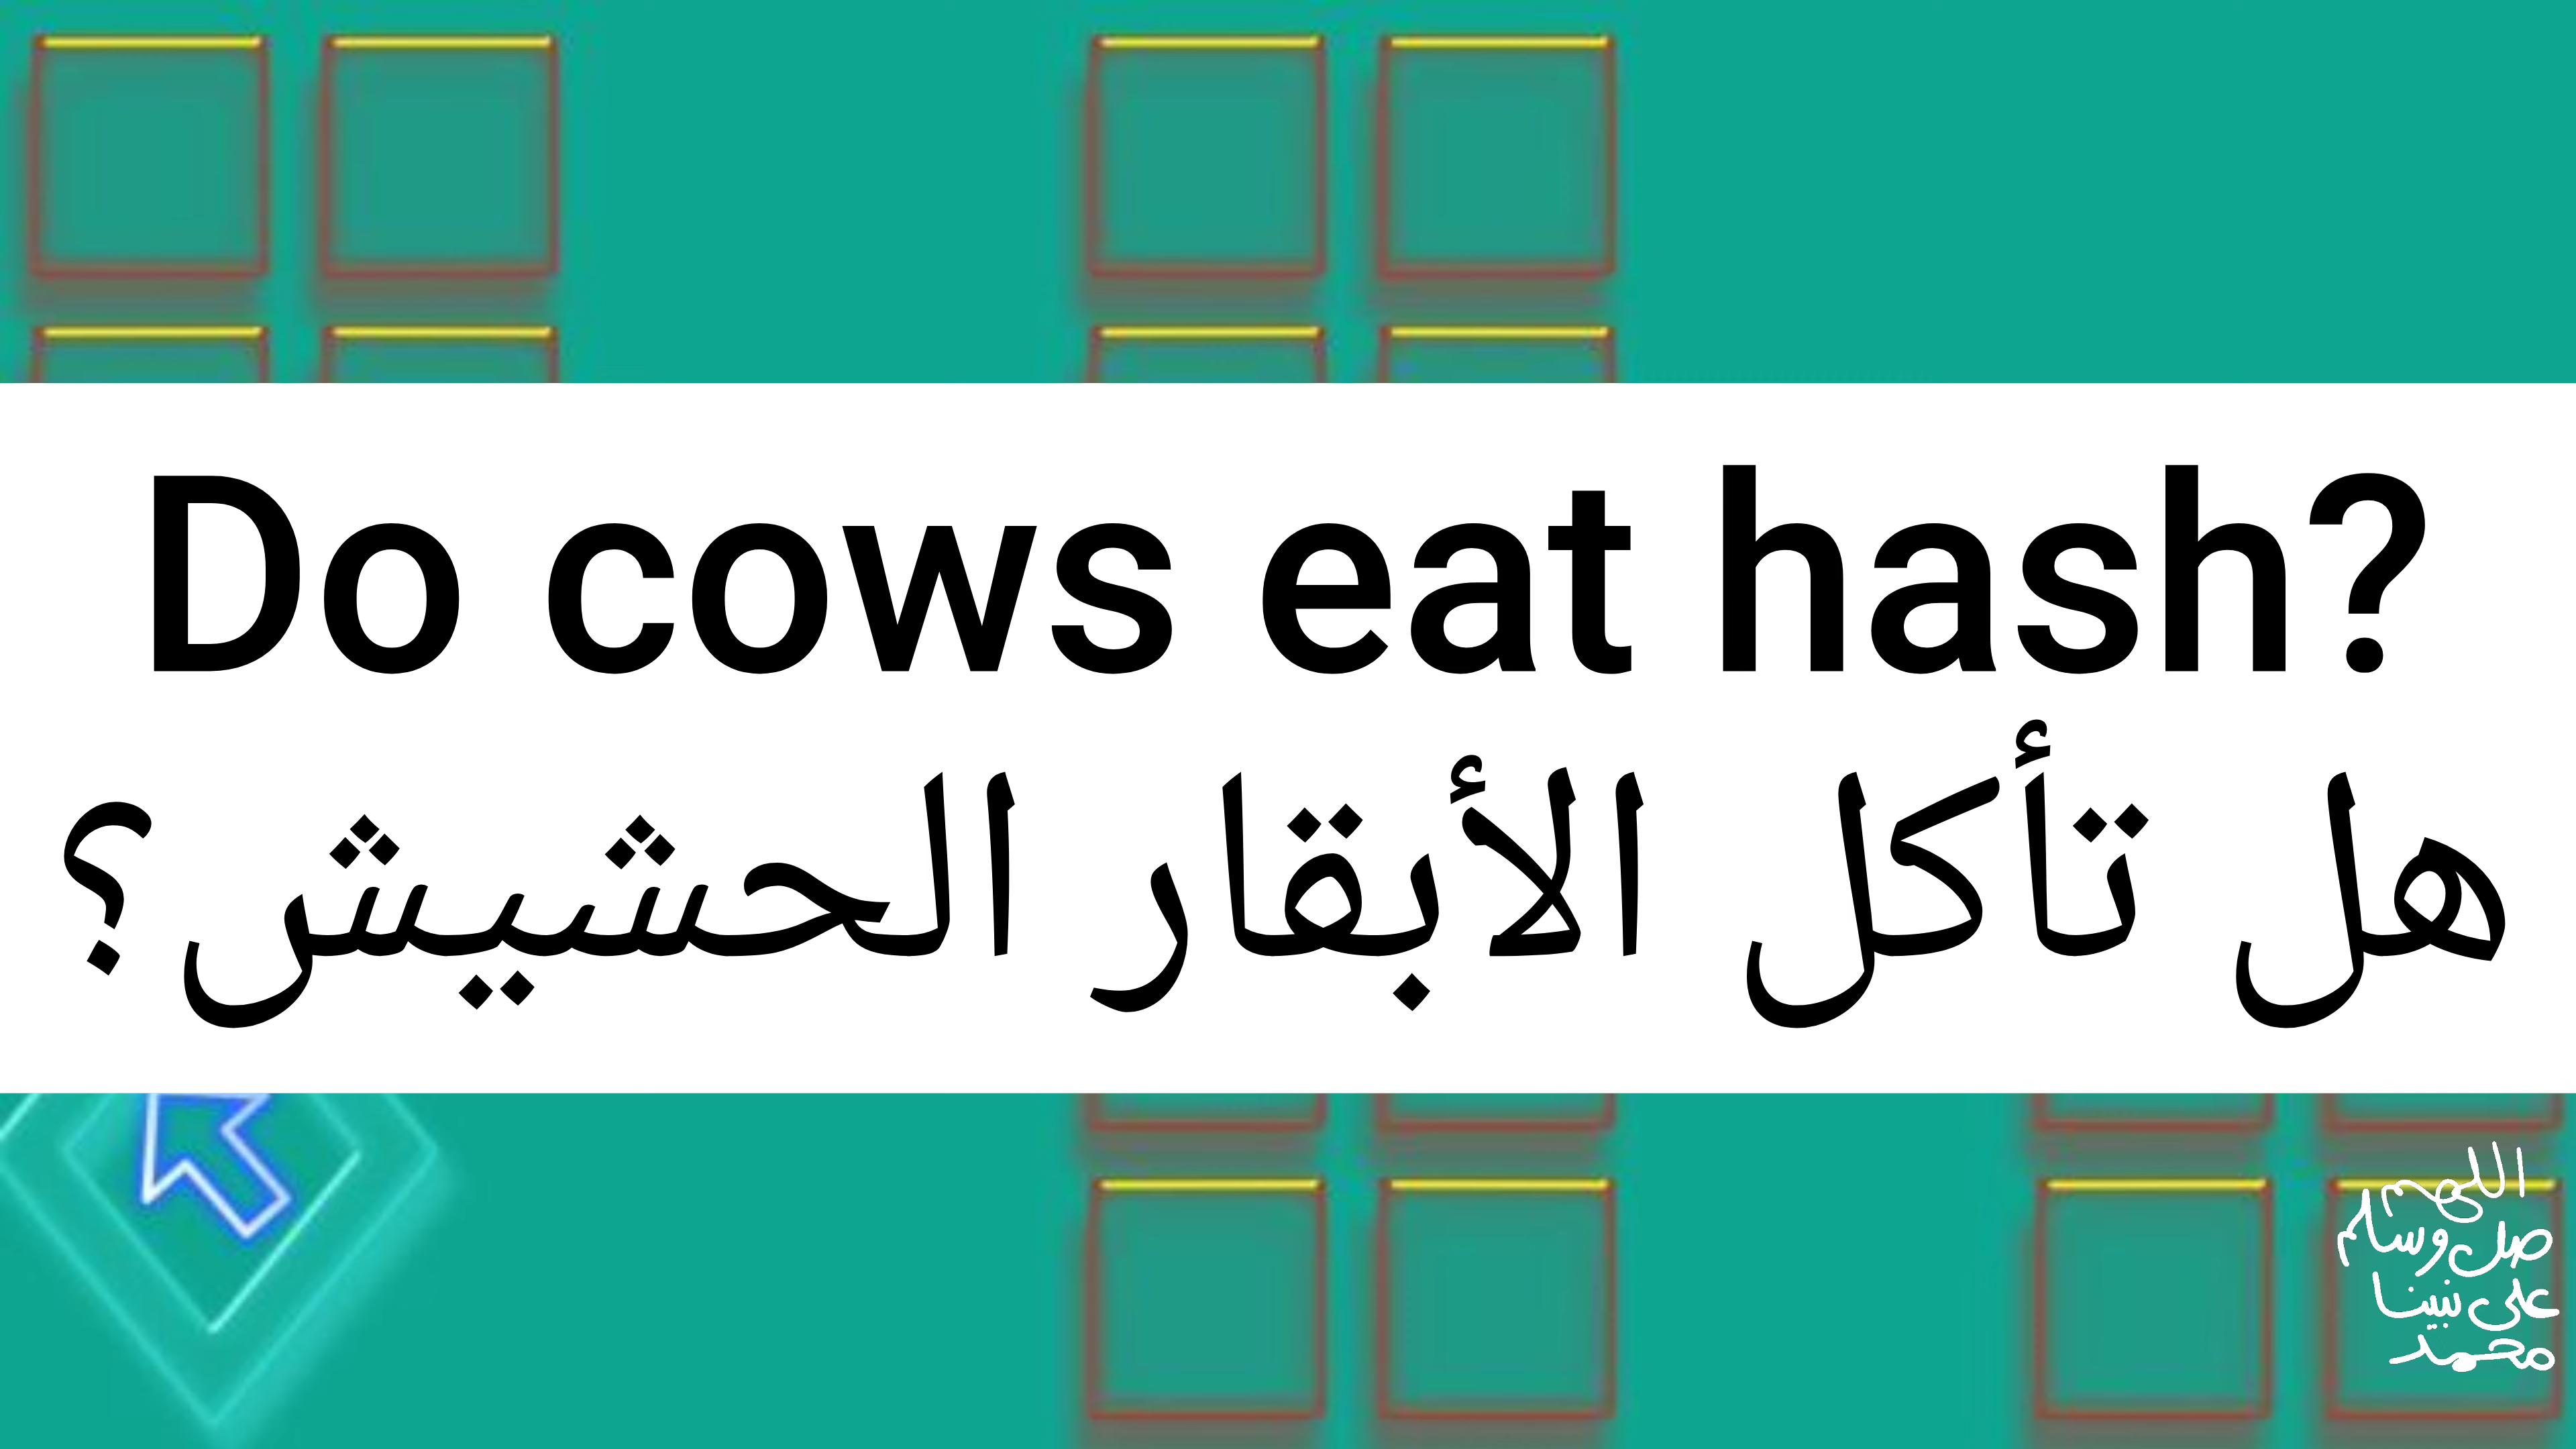 Do cows eat hash?
هل تأكل الأبقار الحشيش؟
اللهم
صل وسلم
على نبينا
محمد